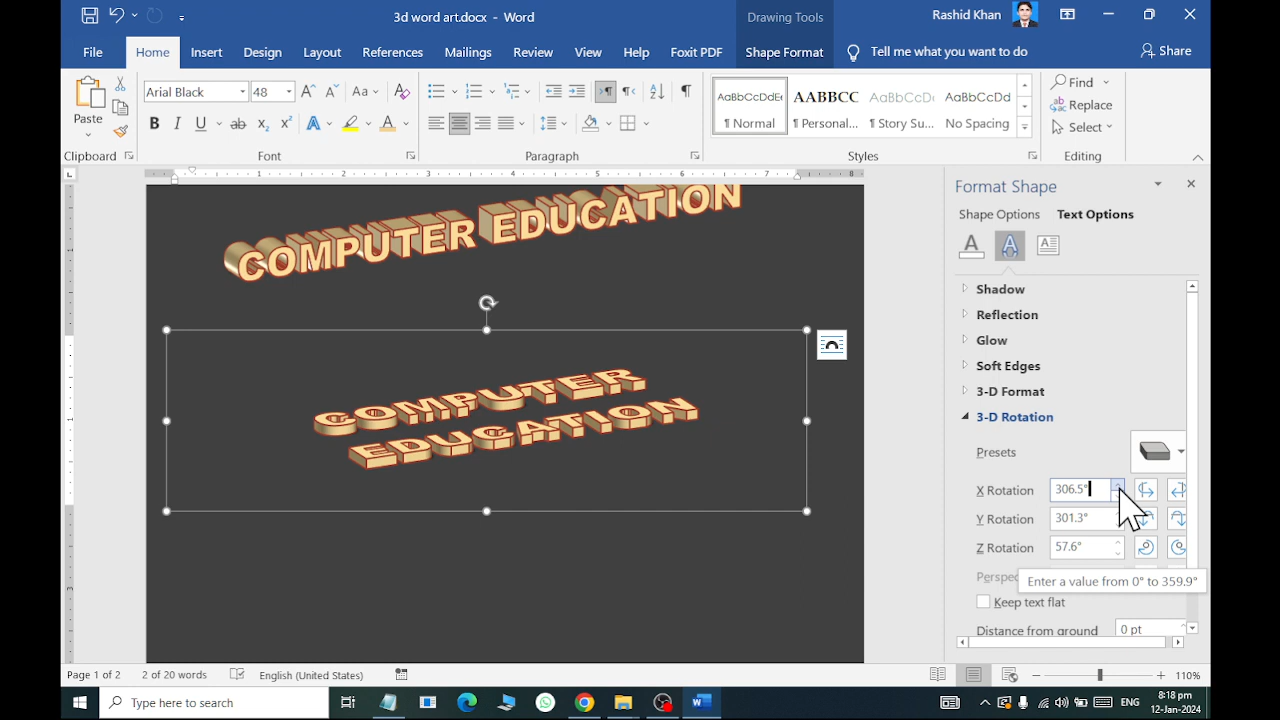 3d word art.docx - Word
Drawing Tools
Rashid Khan
File Home Insert Design Layout References Mailings Review View Help Foxit PDF Shape Format Tell me what you want to do Share
Paste
Arial Black 48
Aa
AaBbCcDdEe AABBCC AaBbCcDc AaBbCcDd
¶ Normal ¶ Personal... ¶ Story Su... No Spacing
Find
Replace
Select
Clipboard Font Paragraph Styles Editing
COMPUTER EDUCATION
COMPUTER
EDUCATION
Format Shape
Shape Options Text Options
Shadow
Reflection
Glow
Soft Edges
3-D Format
3-D Rotation
Presets
X Rotation 306.5°
Y Rotation 301.3°
Z Rotation 57.6°
Enter a value from 0° to 359.9°
Keep text flat
Distance from ground 0 pt
Page 1 of 2 2 of 20 words English (United States) 110%
Type here to search
ENG
8:18 pm
12-Jan-2024